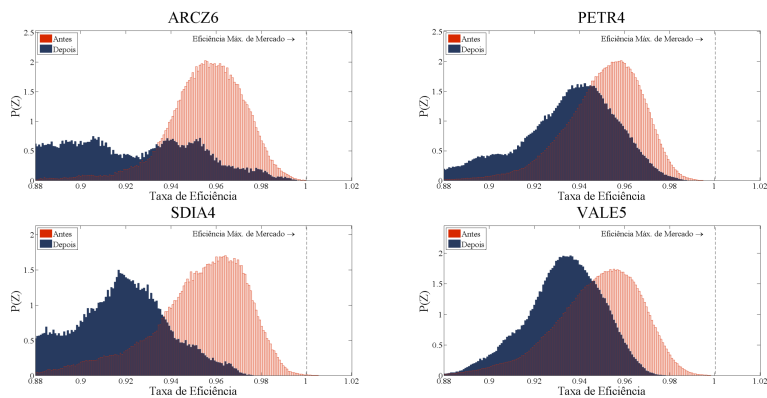 ARCZ6
2.5
2
1.5
1
0.5
0
P(Z)
Antes
Depois
Eficiência Máx. de Mercado →
0.88 0.9 0.92 0.94 0.96 0.98 1 1.02
Taxa de Eficiência
PETR4
2.5
2
1.5
1
0.5
0
P(Z)
Antes
Depois
Eficiência Máx. de Mercado →
0.88 0.9 0.92 0.94 0.96 0.98 1 1.02
Taxa de Eficiência
SDIA4
2
1.5
1
0.5
0
P(Z)
Antes
Depois
Eficiência Máx. de Mercado →
0.88 0.9 0.92 0.94 0.96 0.98 1 1.02
Taxa de Eficiência
VALE5
2
1.5
1
0.5
0
P(Z)
Antes
Depois
Eficiência Máx. de Mercado →
0.88 0.9 0.92 0.94 0.96 0.98 1 1.02
Taxa de Eficiência